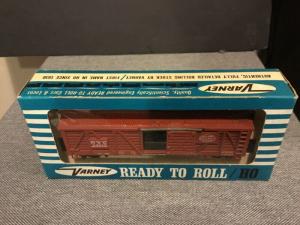 AUTHENTIC, FULLY DETAILED ROLLING STOCK BY VARNEY/FIRST NAME IN HO SINCE 1936
VARNEY
Quality, Scientifically Engineered READY TO-ROLL Cars & Locos
VARNEY READY TO ROLL / HO